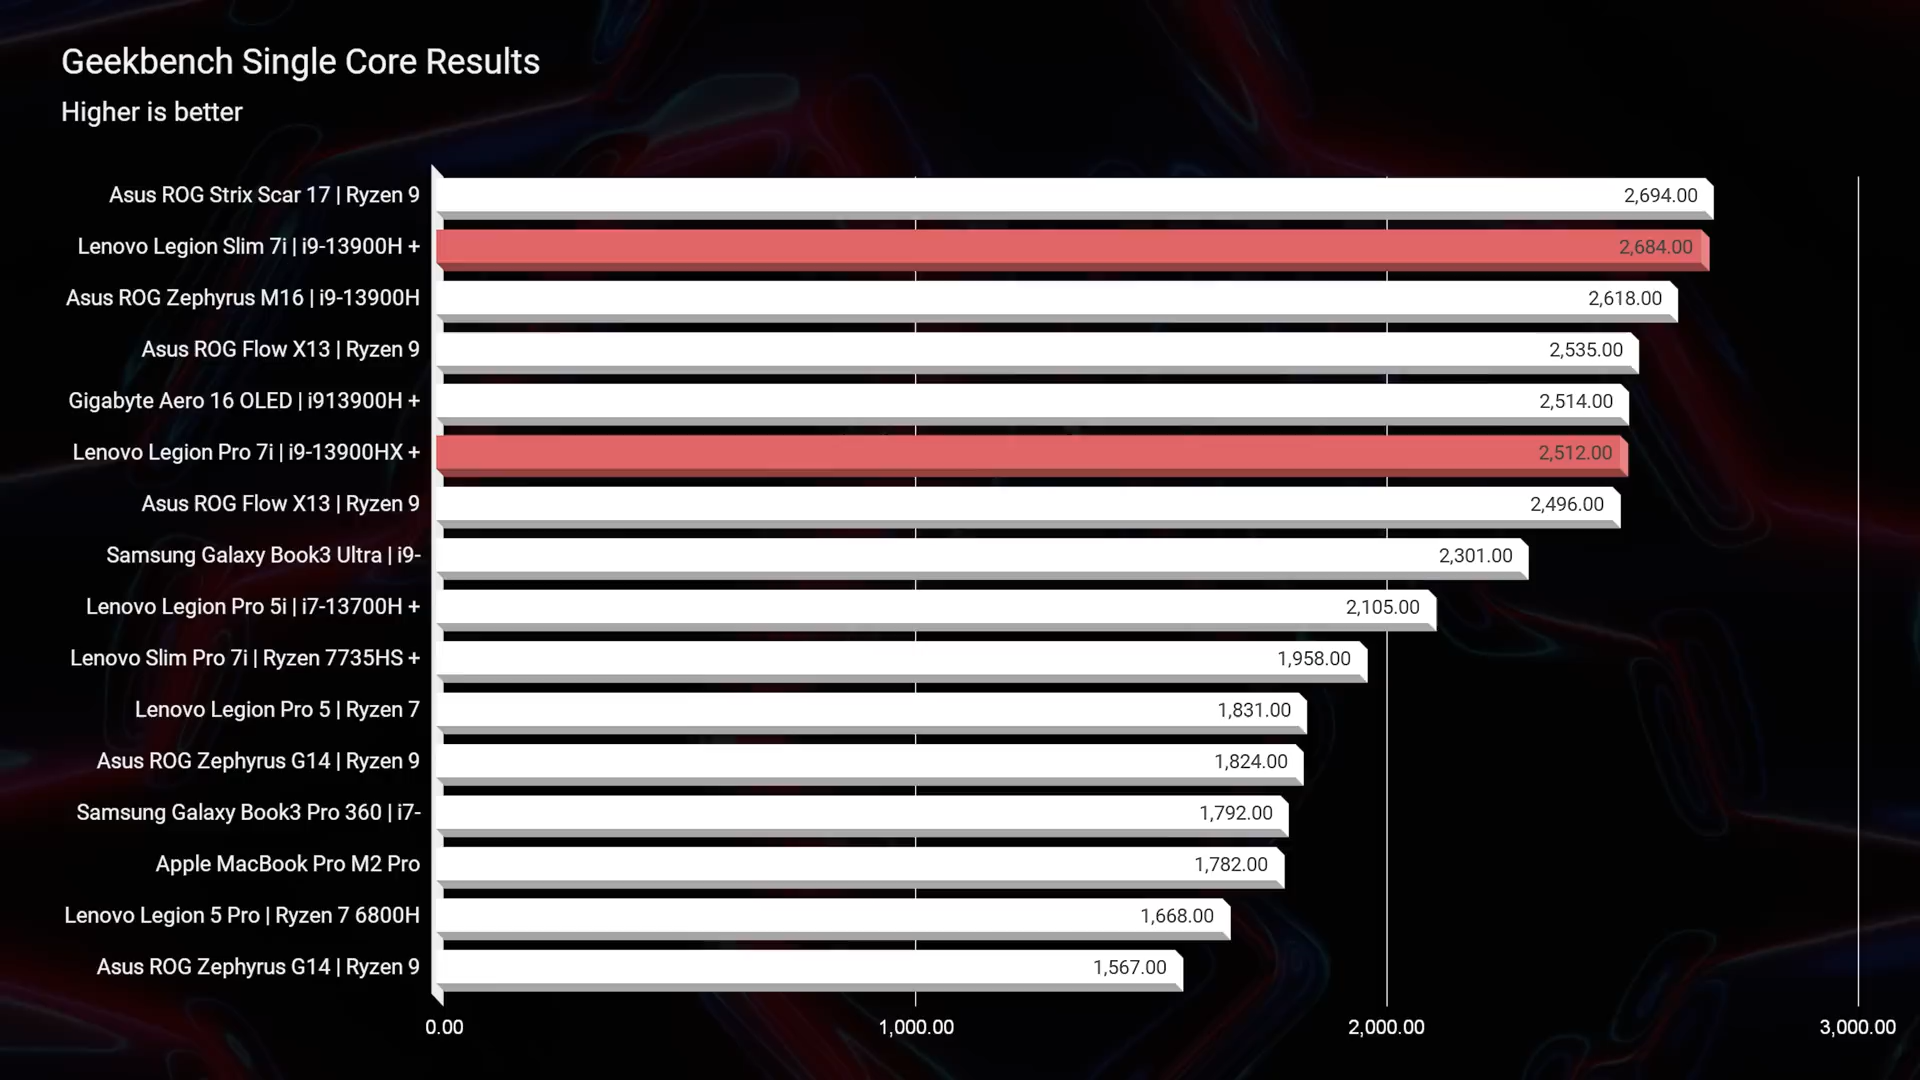 Geekbench Single Core Results
Higher is better
Asus ROG Strix Scar 17 | Ryzen 9 2,694.00
Lenovo Legion Slim 7i | i9-13900H + 2,684.00
Asus ROG Zephyrus M16 | i9-13900H 2,618.00
Asus ROG Flow X13 | Ryzen 9 2,535.00
Gigabyte Aero 16 OLED | i913900H + 2,514.00
Lenovo Legion Pro 7i | i9-13900HX + 2,512.00
Asus ROG Flow X13 | Ryzen 9 2,496.00
Samsung Galaxy Book3 Ultra | i9- 2,301.00
Lenovo Legion Pro 5i | i7-13700H + 2,105.00
Lenovo Slim Pro 7i | Ryzen 7735HS + 1,958.00
Lenovo Legion Pro 5 | Ryzen 7 1,831.00
Asus ROG Zephyrus G14 | Ryzen 9 1,824.00
Samsung Galaxy Book3 Pro 360 | i7- 1,792.00
Apple MacBook Pro M2 Pro 1,782.00
Lenovo Legion 5 Pro | Ryzen 7 6800H 1,668.00
Asus ROG Zephyrus G14 | Ryzen 9 1,567.00
0.00 1,000.00 2,000.00 3,000.00